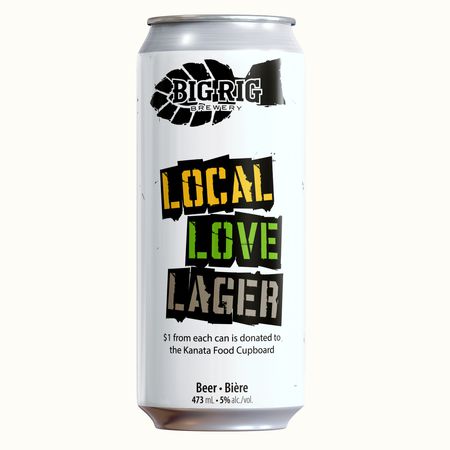 BIG RIG
BREWERY
LOCAL
LOVE
LAGER
$1 from each can is donated to
the Kanata Food Cupboard
Beer • Bière
473 mL • 5% alc./vol.